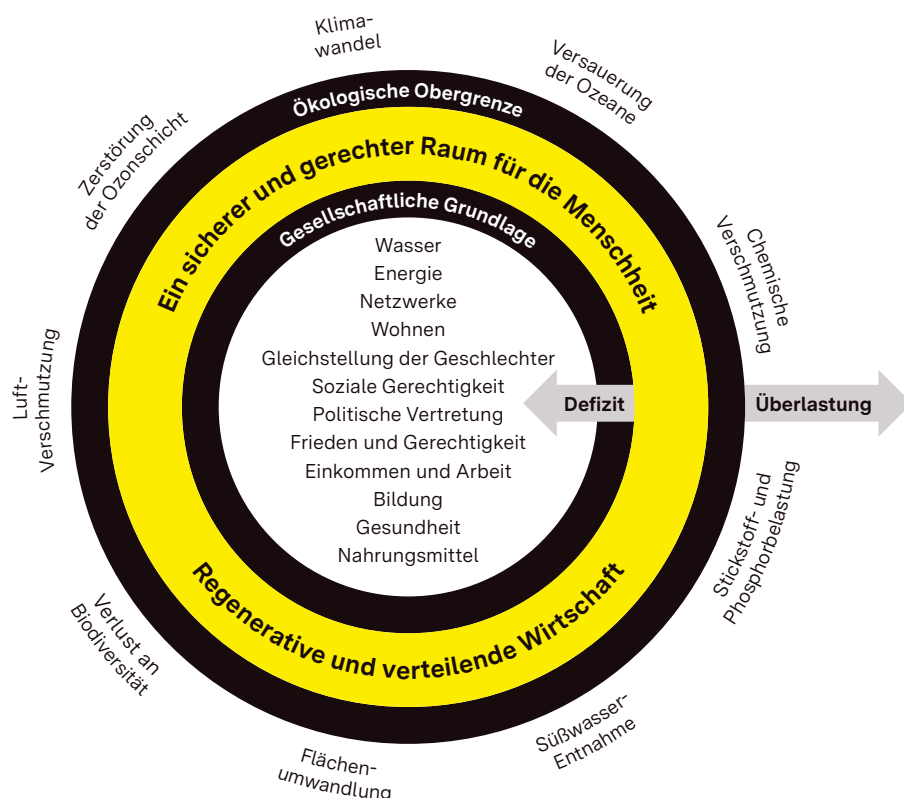 Klima-
wandel
Versauerung
der Ozeane
Zerstörung
der Ozonschicht
Ökologische Obergrenze
Ein sicherer und gerechter Raum für die Menschheit
Gesellschaftliche Grundlage
Wasser
Energie
Netzwerke
Wohnen
Gleichstellung der Geschlechter
Soziale Gerechtigkeit
Politische Vertretung
Frieden und Gerechtigkeit
Einkommen und Arbeit
Bildung
Gesundheit
Nahrungsmittel
Chemische
Verschmutzung
Luft-
Verschmutzung
Defizit
Überlastung
Stickstoff- und
Phosphorbelastung
Regenerative und verteilende Wirtschaft
Verlust an
Biodiversität
Süßwasser-
Entnahme
Flächen-
umwandlung